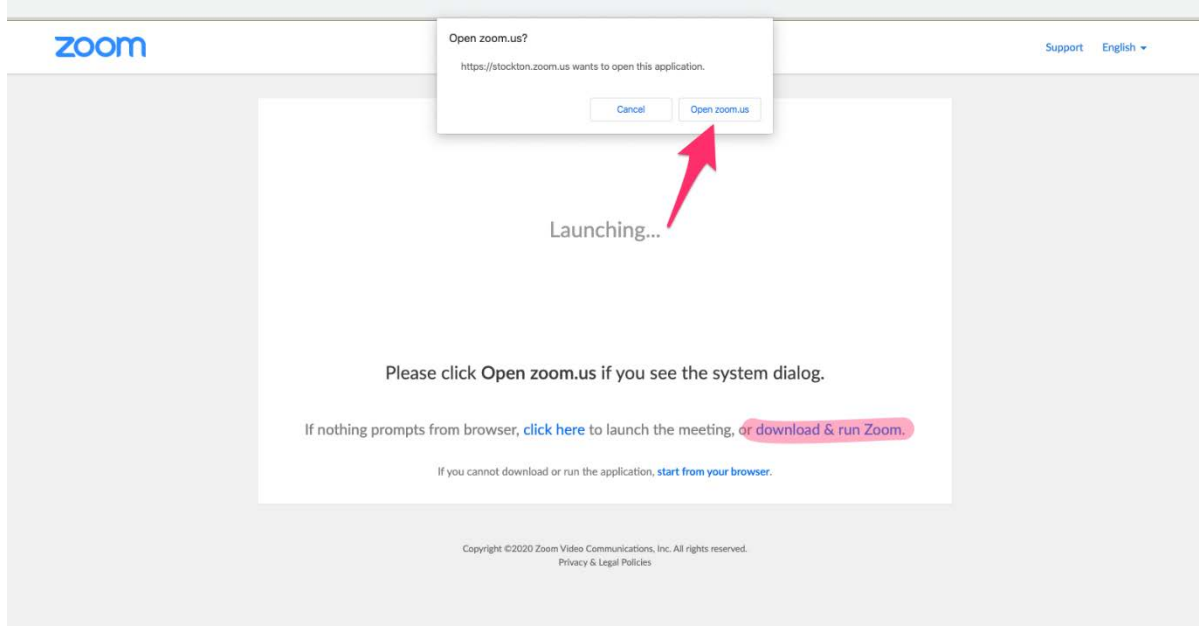 Open zoom.us?
zoom
Support English
https://stockton.zoom.us wants to open this application.
Cancel Open zoom.us
Launching...
Please click Open zoom.us if you see the system dialog.
If nothing prompts from browser, click here to launch the meeting, or download & run Zoom.
If you cannot download or run the application, start from your browser.
Copyright ©2020 Zoom Video Communications, Inc. All rights reserved.
Privacy & Legal Policies